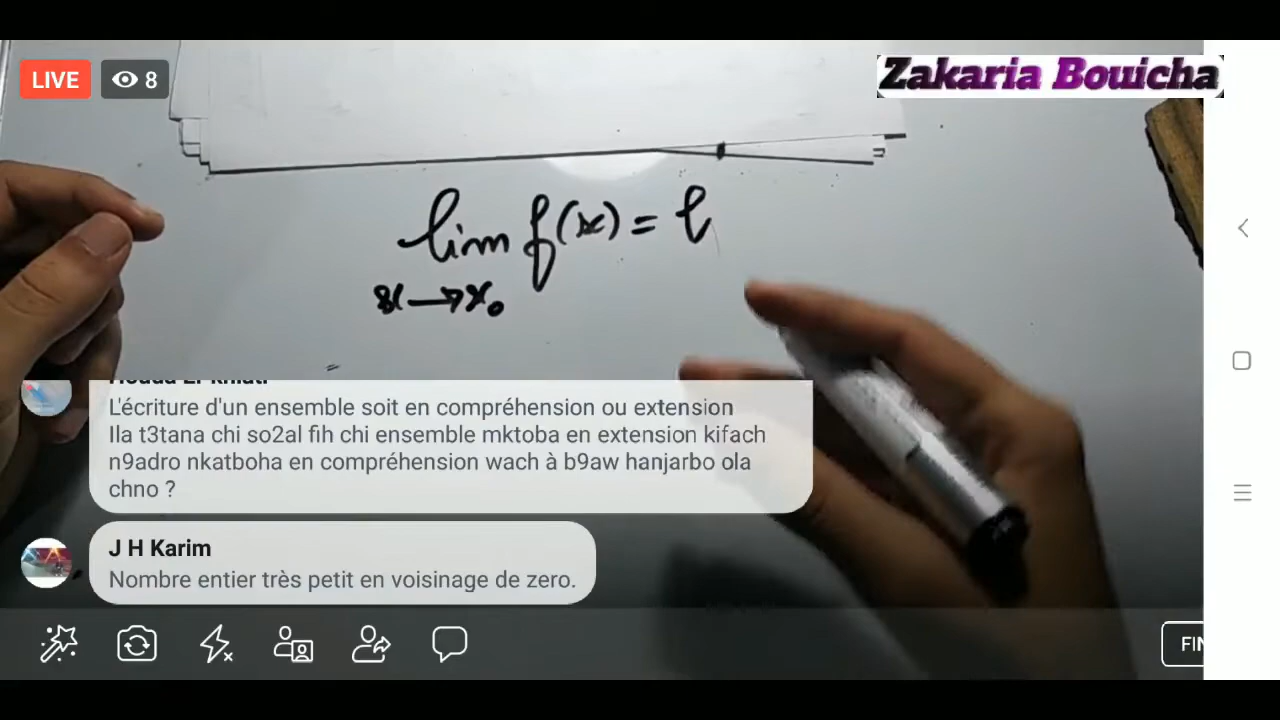 LIVE
8
Zakaria Bouicha
lim f(x) = l
x → x₀
L'écriture d'un ensemble soit en compréhension ou extension
Ila t3tana chi so2al fih chi ensemble mktoba en extension kifach
n9adro nkatboha en compréhension wach à b9aw hanjarbo ola
chno ?
J H Karim
Nombre entier très petit en voisinage de zero.